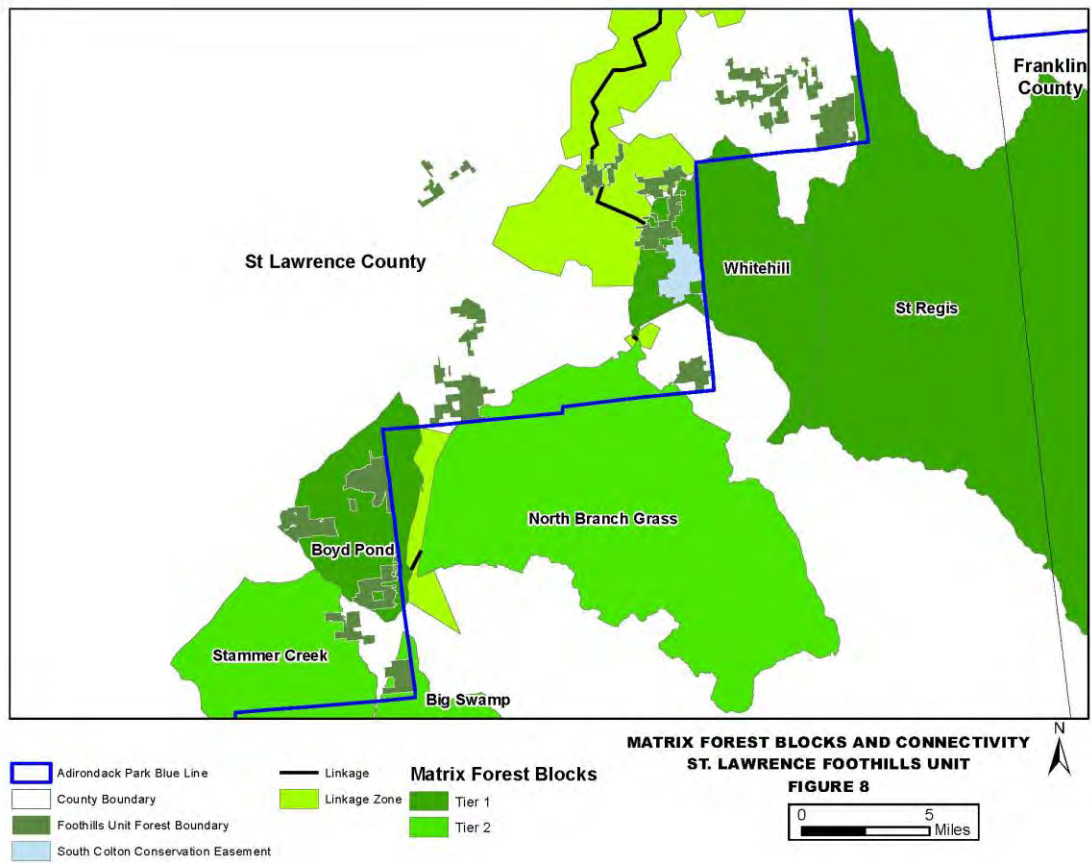 Franklin
County
St Lawrence County
Whitehill
St Regis
North Branch Grass
Boyd Pond
Stammer Creek
Big Swamp
N
MATRIX FOREST BLOCKS AND CONNECTIVITY
ST. LAWRENCE FOOTHILLS UNIT
FIGURE 8
0 5
Miles
Adirondack Park Blue Line
County Boundary
Foothills Unit Forest Boundary
South Colton Conservation Easement
Linkage
Linkage Zone
Matrix Forest Blocks
Tier 1
Tier 2